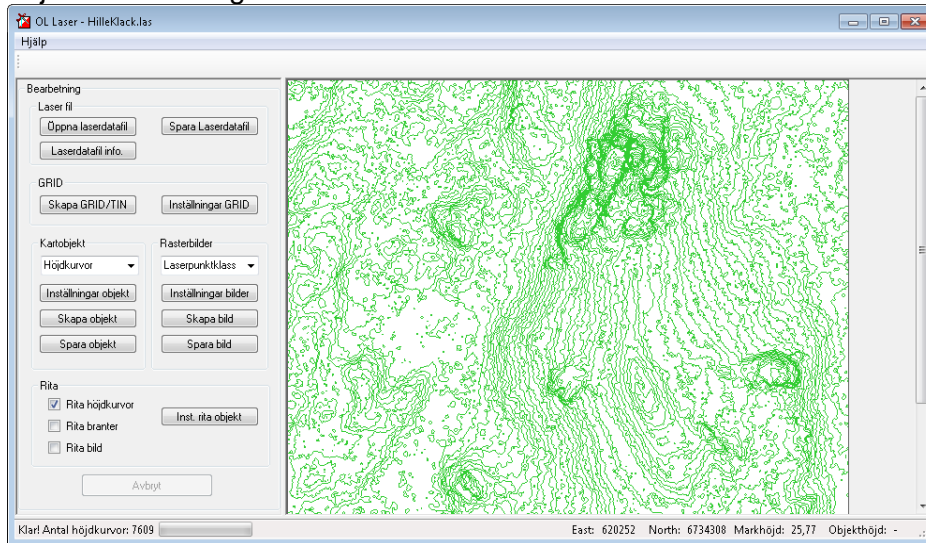 OL Laser - HilleKlack.las
Hjälp
Bearbetning
Laser fil
Öppna laserdatafil
Spara Laserdatafil
Laserdatafil info.
GRID
Skapa GRID/TIN
Inställningar GRID
Kartobjekt
Rasterbilder
Höjdkurvor
Laserpunktklass
Inställningar objekt
Inställningar bilder
Skapa objekt
Skapa bild
Spara objekt
Spara bild
Rita
Rita höjdkurvor
Inst. rita objekt
Rita branter
Rita bild
Avbryt
Klar! Antal höjdkurvor: 7609
East: 620252 North: 6734308 Markhöjd: 25,77 Objekthöjd: -